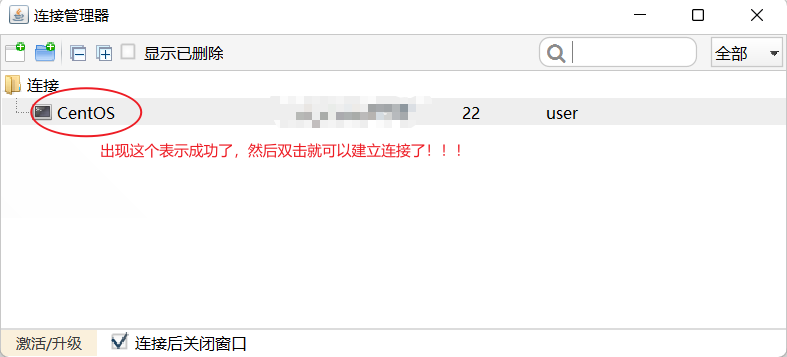 连接管理器
显示已删除
全部
连接
CentOS 22 user
出现这个表示成功了，然后双击就可以建立连接了！！！
激活/升级
连接后关闭窗口